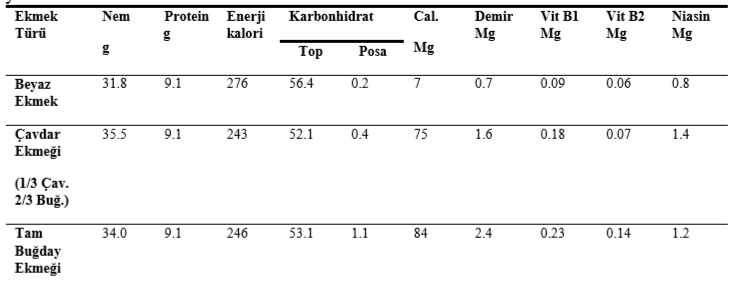 Ekmek Nem Protein Enerji Karbonhidrat Cal. Demir Vit B1 Vit B2 Niasin
Türü g kalori Mg Mg Mg Mg
g Top Posa Mg
Beyaz 31.8 9.1 276 56.4 0.2 7 0.7 0.09 0.06 0.8
Ekmek
Çavdar 35.5 9.1 243 52.1 0.4 75 1.6 0.18 0.07 1.4
Ekmeği
(1/3 Çav.
2/3 Buğ.)
Tam 34.0 9.1 246 53.1 1.1 84 2.4 0.23 0.14 1.2
Buğday
Ekmeği